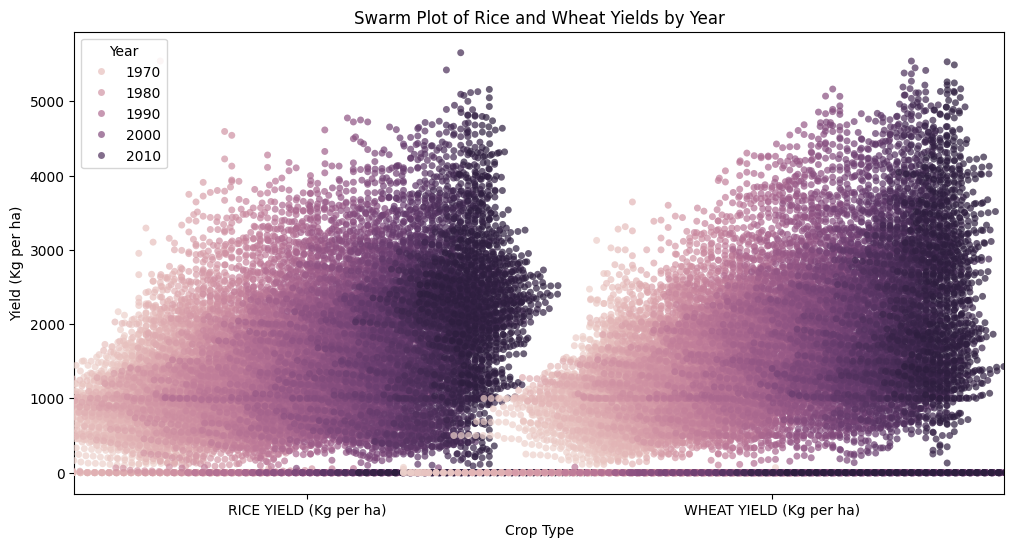 Swarm Plot of Rice and Wheat Yields by Year
Year
1970
1980
1990
2000
2010
5000
4000
3000
2000
1000
0
Yield (Kg per ha)
RICE YIELD (Kg per ha)
WHEAT YIELD (Kg per ha)
Crop Type